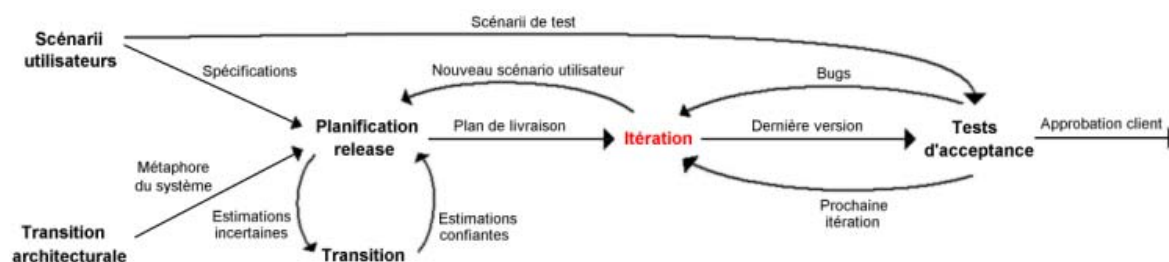 Scénarii de test
Scénarii
utilisateurs
Spécifications
Nouveau scénario utilisateur
Bugs
Planification
release
Plan de livraison
Itération
Dernière version
Tests
d'acceptance
Approbation client
Métaphore
du système
Estimations
incertaines
Estimations
confiantes
Prochaine
itération
Transition
architecturale
Transition